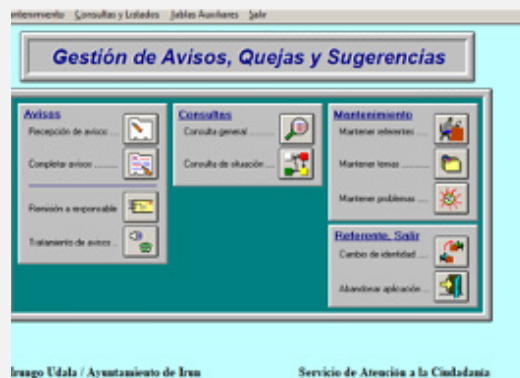 Consultas y Listados Tablas Auxiliares Salir
Gestión de Avisos, Quejas y Sugerencias
Avisos
Recepción de avisos ...
Completar avisos ..........
Remisión a responsable
Tratamiento de avisos ..
Consultas
Consulta general ............
Consulta de situación ....
Mantenimiento
Mantener referentes ....
Mantener temas ..........
Mantener problemas ....
Referente, Salir
Cambio de identidad ....
Abandonar aplicación ...
Irungo Udala / Ayuntamiento de Irun
Servicio de Atención a la Ciudadanía